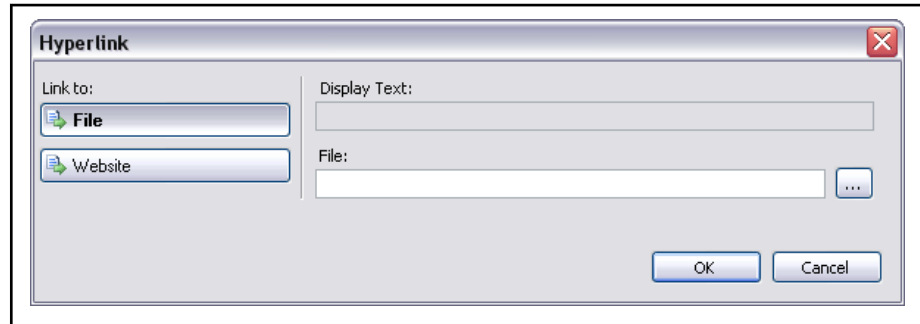 Hyperlink
Link to:
File
Website
Display Text:
File:
...
OK
Cancel